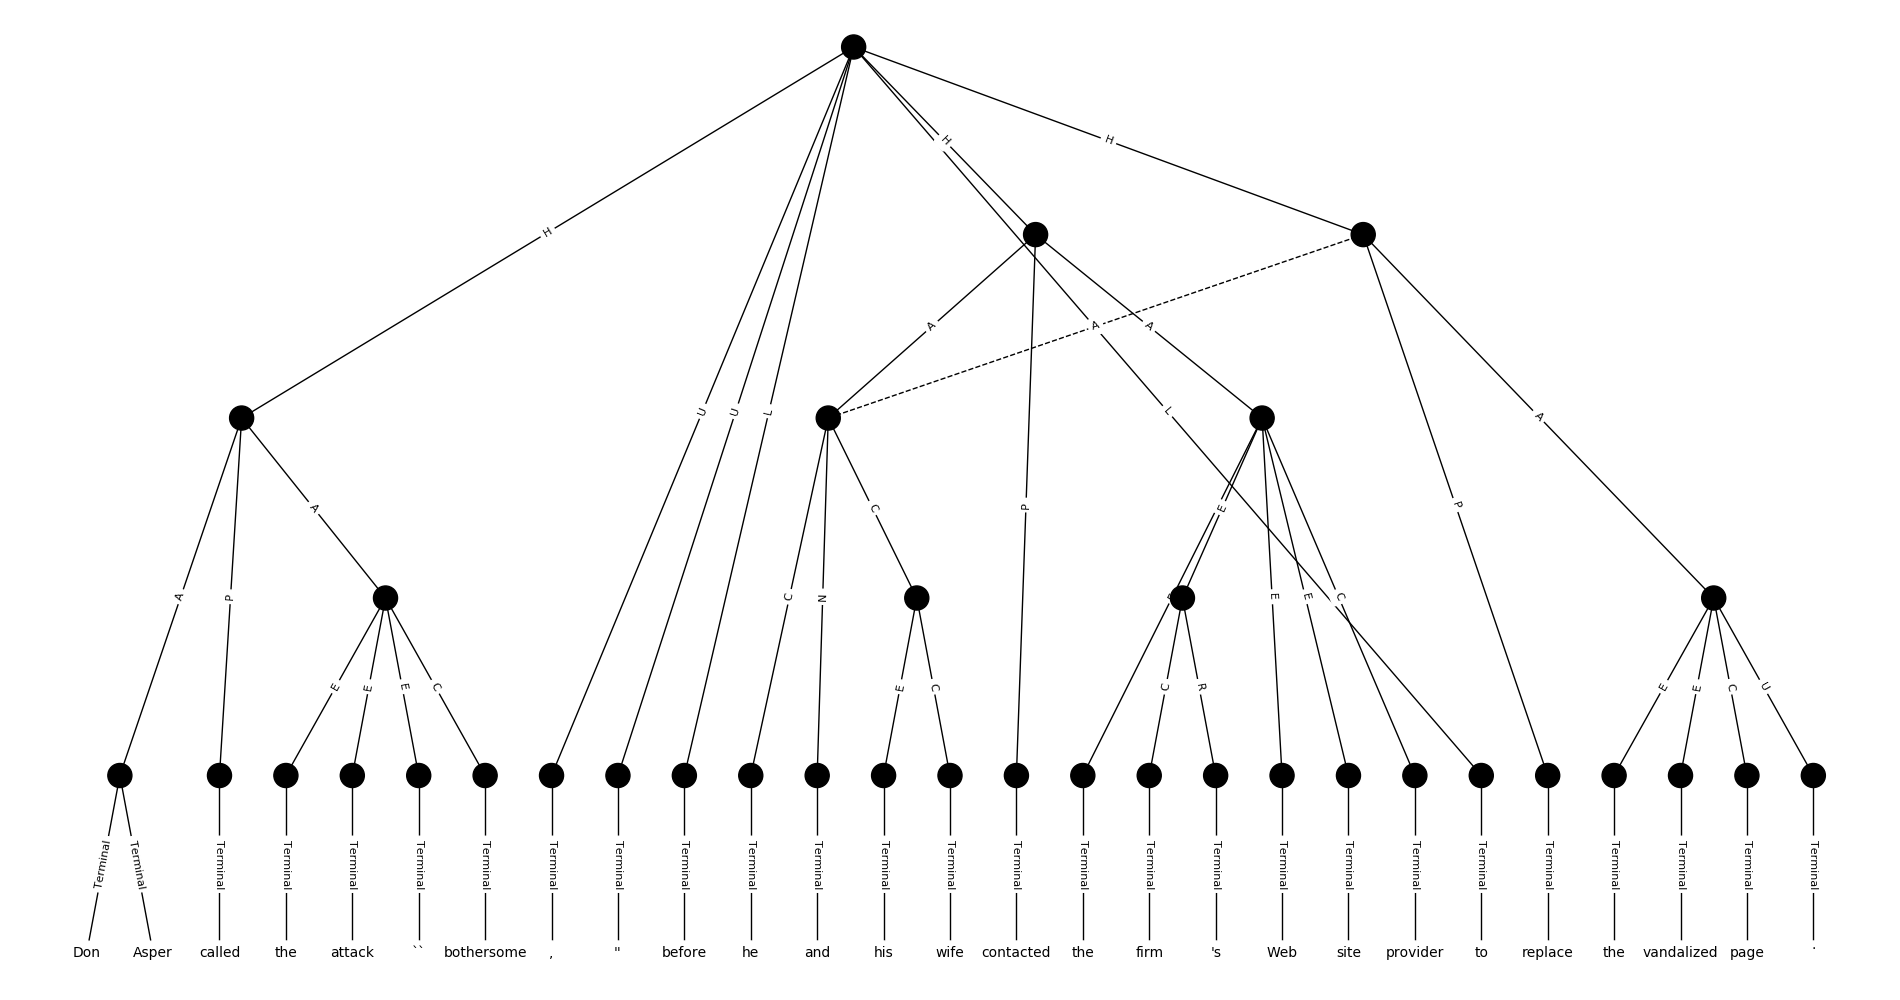 H
H H
A A A
U U L L A
A P E P
A P C N C E E E C
E E E C E C C R E E C U
Terminal Terminal Terminal Terminal Terminal Terminal Terminal Terminal Terminal Terminal Terminal Terminal Terminal Terminal Terminal Terminal Terminal Terminal Terminal Terminal Terminal Terminal Terminal Terminal Terminal Terminal Terminal
Don Asper called the attack `` bothersome , " before he and his wife contacted the firm 's Web site provider to replace the vandalized page .